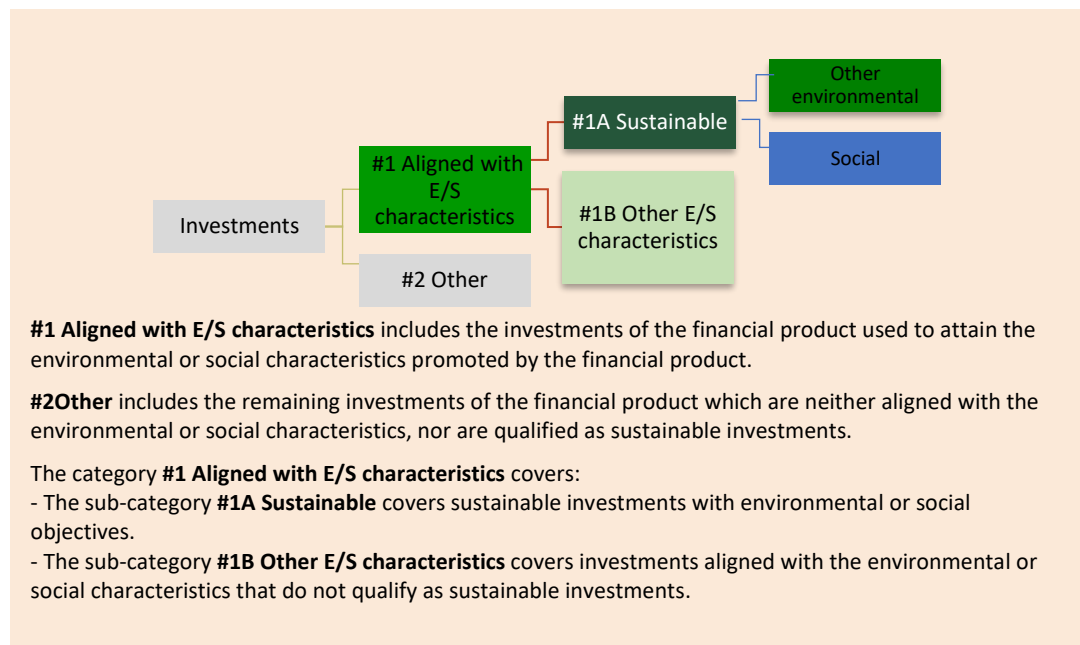 Other
environmental
#1A Sustainable
Social
#1 Aligned with
E/S
characteristics
#1B Other E/S
characteristics
Investments
#2 Other
#1 Aligned with E/S characteristics includes the investments of the financial product used to attain the
environmental or social characteristics promoted by the financial product.
#2Other includes the remaining investments of the financial product which are neither aligned with the
environmental or social characteristics, nor are qualified as sustainable investments.
The category #1 Aligned with E/S characteristics covers:
- The sub-category #1A Sustainable covers sustainable investments with environmental or social
objectives.
- The sub-category #1B Other E/S characteristics covers investments aligned with the environmental or
social characteristics that do not qualify as sustainable investments.